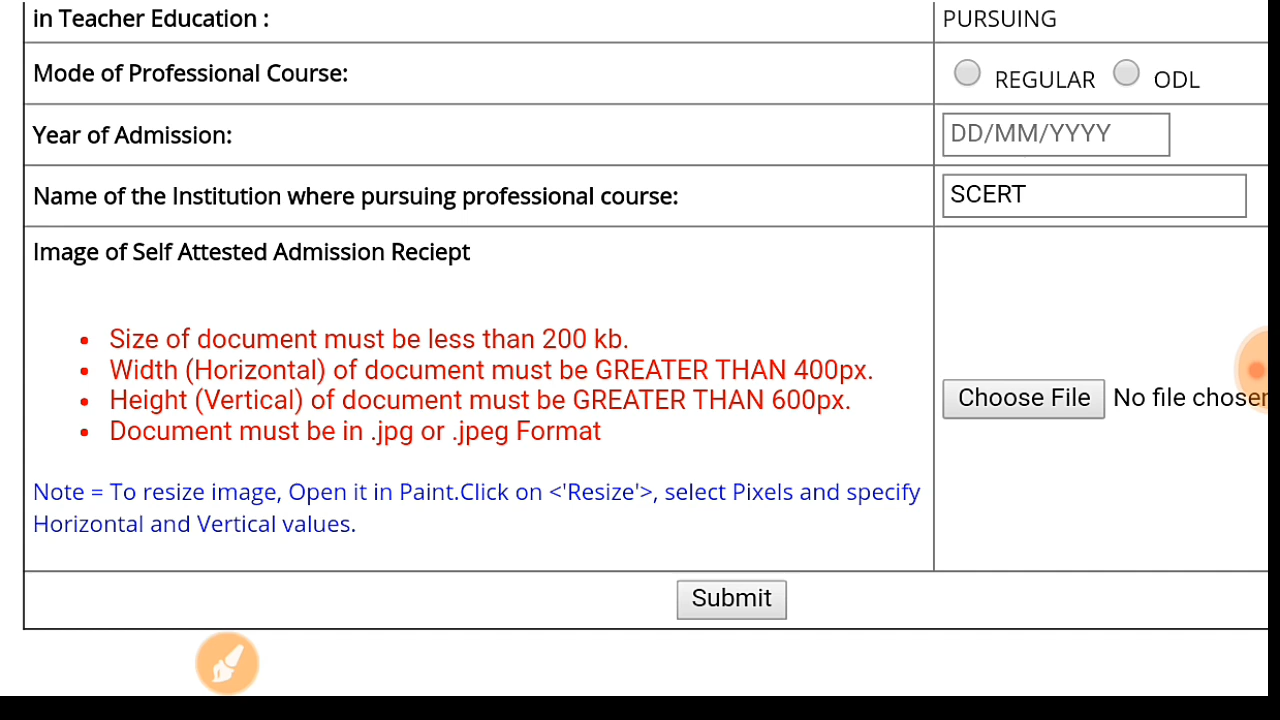 in Teacher Education :
PURSUING
Mode of Professional Course:
REGULAR ODL
Year of Admission:
DD/MM/YYYY
Name of the Institution where pursuing professional course:
SCERT
Image of Self Attested Admission Reciept
Size of document must be less than 200 kb.
Width (Horizontal) of document must be GREATER THAN 400px.
Height (Vertical) of document must be GREATER THAN 600px.
Document must be in .jpg or .jpeg Format
Choose File No file chosen
Note = To resize image, Open it in Paint.Click on <'Resize'>, select Pixels and specify
Horizontal and Vertical values.
Submit